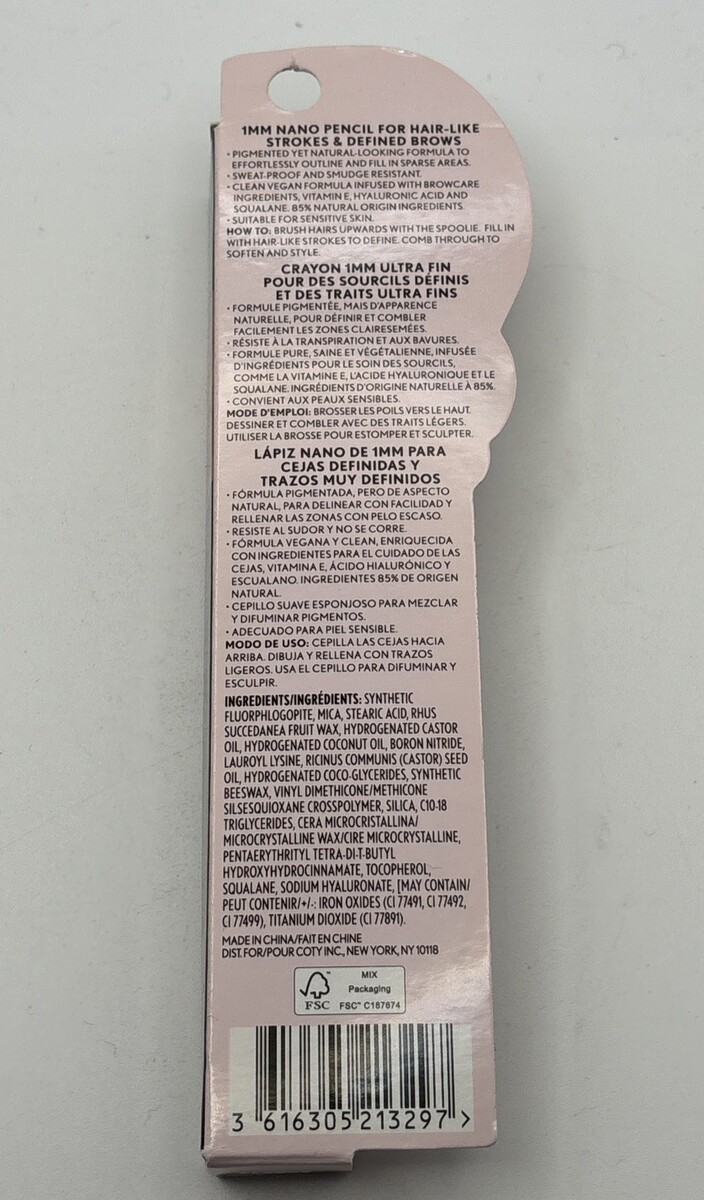 1MM NANO PENCIL FOR HAIR-LIKE
STROKES & DEFINED BROWS
• PIGMENTED YET NATURAL-LOOKING FORMULA TO
EFFORTLESSLY OUTLINE AND FILL IN SPARSE AREAS.
• SWEAT-PROOF AND SMUDGE RESISTANT.
• CLEAN VEGAN FORMULA INFUSED WITH BROWCARE
INGREDIENTS, VITAMIN E, HYALURONIC ACID AND
SQUALANE. 85% NATURAL ORIGIN INGREDIENTS.
• SUITABLE FOR SENSITIVE SKIN.
HOW TO: BRUSH HAIRS UPWARDS WITH THE SPOOLIE. FILL IN
WITH HAIR-LIKE STROKES TO DEFINE. COMB THROUGH TO
SOFTEN AND STYLE.
CRAYON 1MM ULTRA FIN
POUR DES SOURCILS DÉFINIS
ET DES TRAITS ULTRA FINS
• FORMULE PIGMENTÉE, MAIS D'APPARENCE
NATURELLE, POUR DÉFINIR ET COMBLER
FACILEMENT LES ZONES CLAIRESEMÉES.
• RÉSISTE À LA TRANSPIRATION ET AUX BAVURES.
• FORMULE PURE, SAINE ET VÉGÉTALIENNE, INFUSÉE
D'INGRÉDIENTS POUR LE SOIN DES SOURCILS,
COMME LA VITAMINE E, L'ACIDE HYALURONIQUE ET LE
SQUALANE. INGRÉDIENTS D'ORIGINE NATURELLE À 85%.
• CONVIENT AUX PEAUX SENSIBLES.
MODE D'EMPLOI: BROSSER LES POILS VERS LE HAUT.
DESSINER ET COMBLER AVEC DES TRAITS LÉGERS.
UTILISER LA BROSSE POUR ESTOMPER ET SCULPTER.
LÁPIZ NANO DE 1MM PARA
CEJAS DEFINIDAS Y
TRAZOS MUY DEFINIDOS
• FÓRMULA PIGMENTADA, PERO DE ASPECTO
NATURAL, PARA DELINEAR CON FACILIDAD Y
RELLENAR LAS ZONAS CON PELO ESCASO.
• RESISTE AL SUDOR Y NO SE CORRE.
• FÓRMULA VEGANA Y CLEAN, ENRIQUECIDA
CON INGREDIENTES PARA EL CUIDADO DE LAS
CEJAS, VITAMINA E, ÁCIDO HIALURÓNICO Y
ESCUALANO. INGREDIENTES 85% DE ORIGEN
NATURAL.
• CEPILLO SUAVE ESPONJOSO PARA MEZCLAR
Y DIFUMINAR PIGMENTOS.
• ADECUADO PARA PIEL SENSIBLE.
MODO DE USO: CEPILLA LAS CEJAS HACIA
ARRIBA. DIBUJA Y RELLENA CON TRAZOS
LIGEROS. USA EL CEPILLO PARA DIFUMINAR Y
ESCULPIR.
INGREDIENTS/INGRÉDIENTS: SYNTHETIC
FLUORPHLOGOPITE, MICA, STEARIC ACID, RHUS
SUCCEDANEA FRUIT WAX, HYDROGENATED CASTOR
OIL, HYDROGENATED COCONUT OIL, BORON NITRIDE,
LAUROYL LYSINE, RICINUS COMMUNIS (CASTOR) SEED
OIL, HYDROGENATED COCO-GLYCERIDES, SYNTHETIC
BEESWAX, VINYL DIMETHICONE/METHICONE
SILSESQUIOXANE CROSSPOLYMER, SILICA, C10-18
TRIGLYCERIDES, CERA MICROCRISTALLINA/
MICROCRYSTALLINE WAX/CIRE MICROCRYSTALLINE,
PENTAERYTHRITYL TETRA-DI-T-BUTYL
HYDROXYHYDROCINNAMATE, TOCOPHEROL,
SQUALANE, SODIUM HYALURONATE, [MAY CONTAIN/
PEUT CONTENIR/+/-: IRON OXIDES (CI 77491, CI 77492,
CI 77499), TITANIUM DIOXIDE (CI 77891).
MADE IN CHINA/FAIT EN CHINE
DIST. FOR/POUR COTY INC., NEW YORK, NY 10118
MIX
Packaging
FSC™ C167674
FSC
3 616305 213297 >